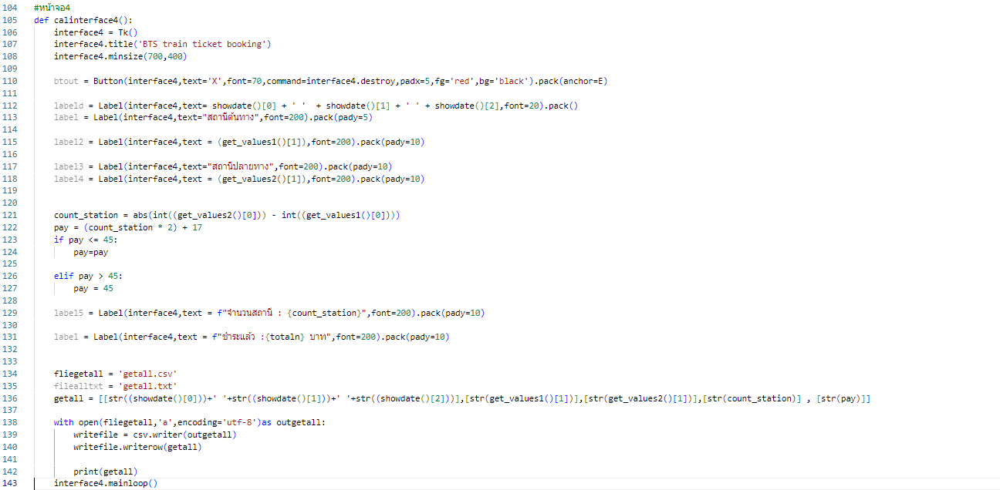 104 #หน้าจอ4
105 def calinterface4():
106     interface4 = Tk()
107     interface4.title('BTS train ticket booking')
108     interface4.minsize(700,400)
109
110     btout = Button(interface4,text='X',font=70,command=interface4.destroy,padx=5,fg='red',bg='black').pack(anchor=E)
111
112     labeld = Label(interface4,text= showdate()[0] + ' '  + showdate()[1] + ' ' + showdate()[2],font=20).pack()
113     label = Label(interface4,text="สถานีต้นทาง",font=200).pack(pady=5)
114
115     label2 = Label(interface4,text = (get_values1()[1]),font=200).pack(pady=10)
116
117     label3 = Label(interface4,text="สถานีปลายทาง",font=200).pack(pady=10)
118     label4 = Label(interface4,text = (get_values2()[1]),font=200).pack(pady=10)
119
120
121     count_station = abs(int((get_values2()[0])) - int((get_values1()[0])))
122     pay = (count_station * 2) + 17
123     if pay <= 45:
124         pay=pay
125
126     elif pay > 45:
127         pay = 45
128
129     label5 = Label(interface4,text = f"จำนวนสถานี : {count_station}",font=200).pack(pady=10)
130
131     label = Label(interface4,text = f"ชำระแล้ว :{totaln} บาท",font=200).pack(pady=10)
132
133
134     fliegetall = 'getall.csv'
135     filealltxt = 'getall.txt'
136     getall = [[str((showdate()[0]))+' '+str((showdate()[1]))+' '+str((showdate()[2]))],[str(get_values1()[1])],[str(get_values2()[1])],[str(count_station)] , [str(pay)]]
137
138     with open(fliegetall,'a',encoding='utf-8')as outgetall:
139         writefile = csv.writer(outgetall)
140         writefile.writerow(getall)
141
142         print(getall)
143     interface4.mainloop()